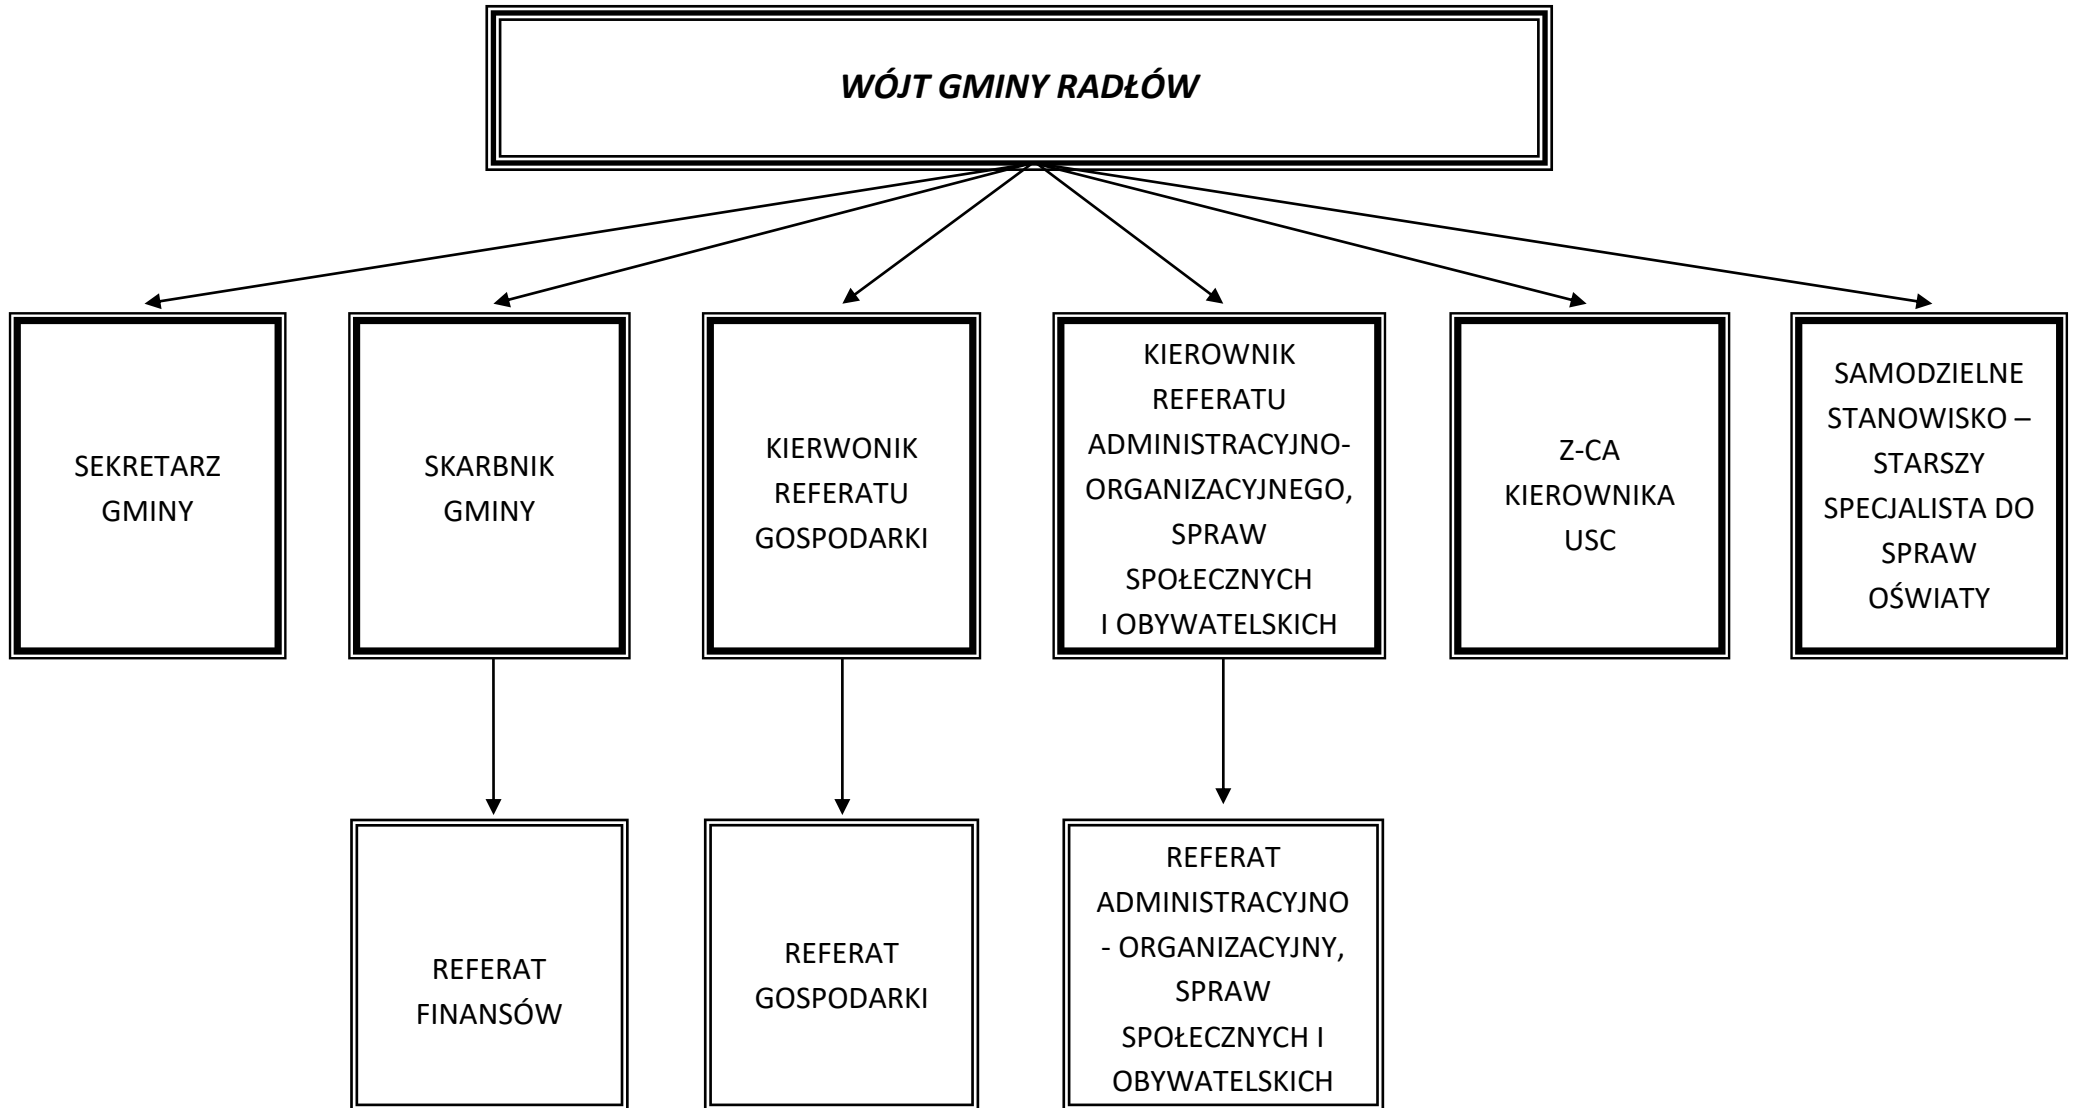 WÓJT GMINY RADŁÓW
SEKRETARZ
GMINY
SKARBNIK
GMINY
KIERWONIK
REFERATU
GOSPODARKI
KIEROWNIK
REFERATU
ADMINISTRACYJNO-
ORGANIZACYJNEGO,
SPRAW
SPOŁECZNYCH
I OBYWATELSKICH
Z-CA
KIEROWNIKA
USC
SAMODZIELNE
STANOWISKO –
STARSZY
SPECJALISTA DO
SPRAW
OŚWIATY
REFERAT
FINANSÓW
REFERAT
GOSPODARKI
REFERAT
ADMINISTRACYJNO
- ORGANIZACYJNY,
SPRAW
SPOŁECZNYCH I
OBYWATELSKICH